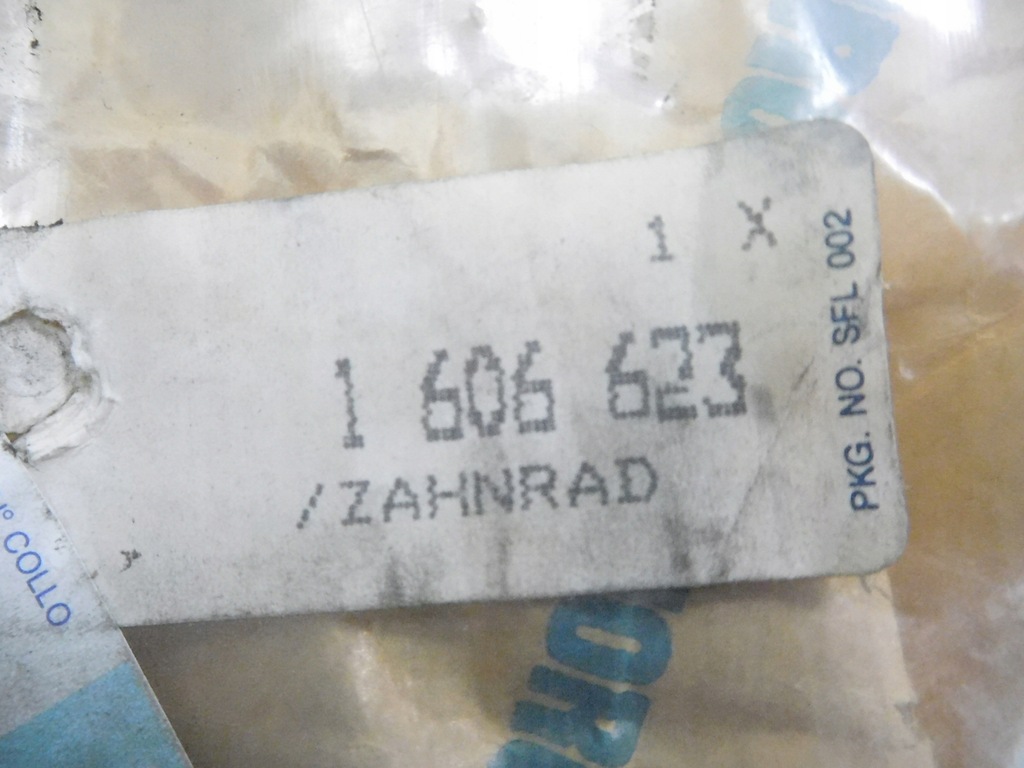 1 X
1 606 623
/ZAHNRAD
PKG. NO. SFL 002
COLLO